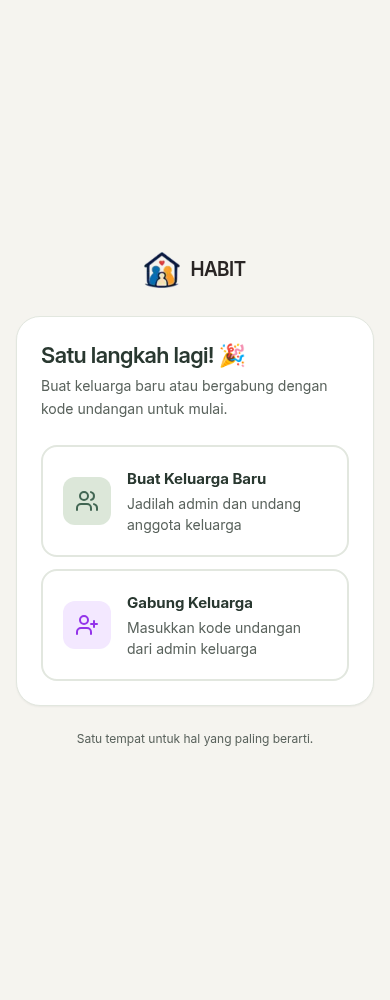 HABIT
Satu langkah lagi! 🎉
Buat keluarga baru atau bergabung dengan
kode undangan untuk mulai.
Buat Keluarga Baru
Jadilah admin dan undang
anggota keluarga
Gabung Keluarga
Masukkan kode undangan
dari admin keluarga
Satu tempat untuk hal yang paling berarti.